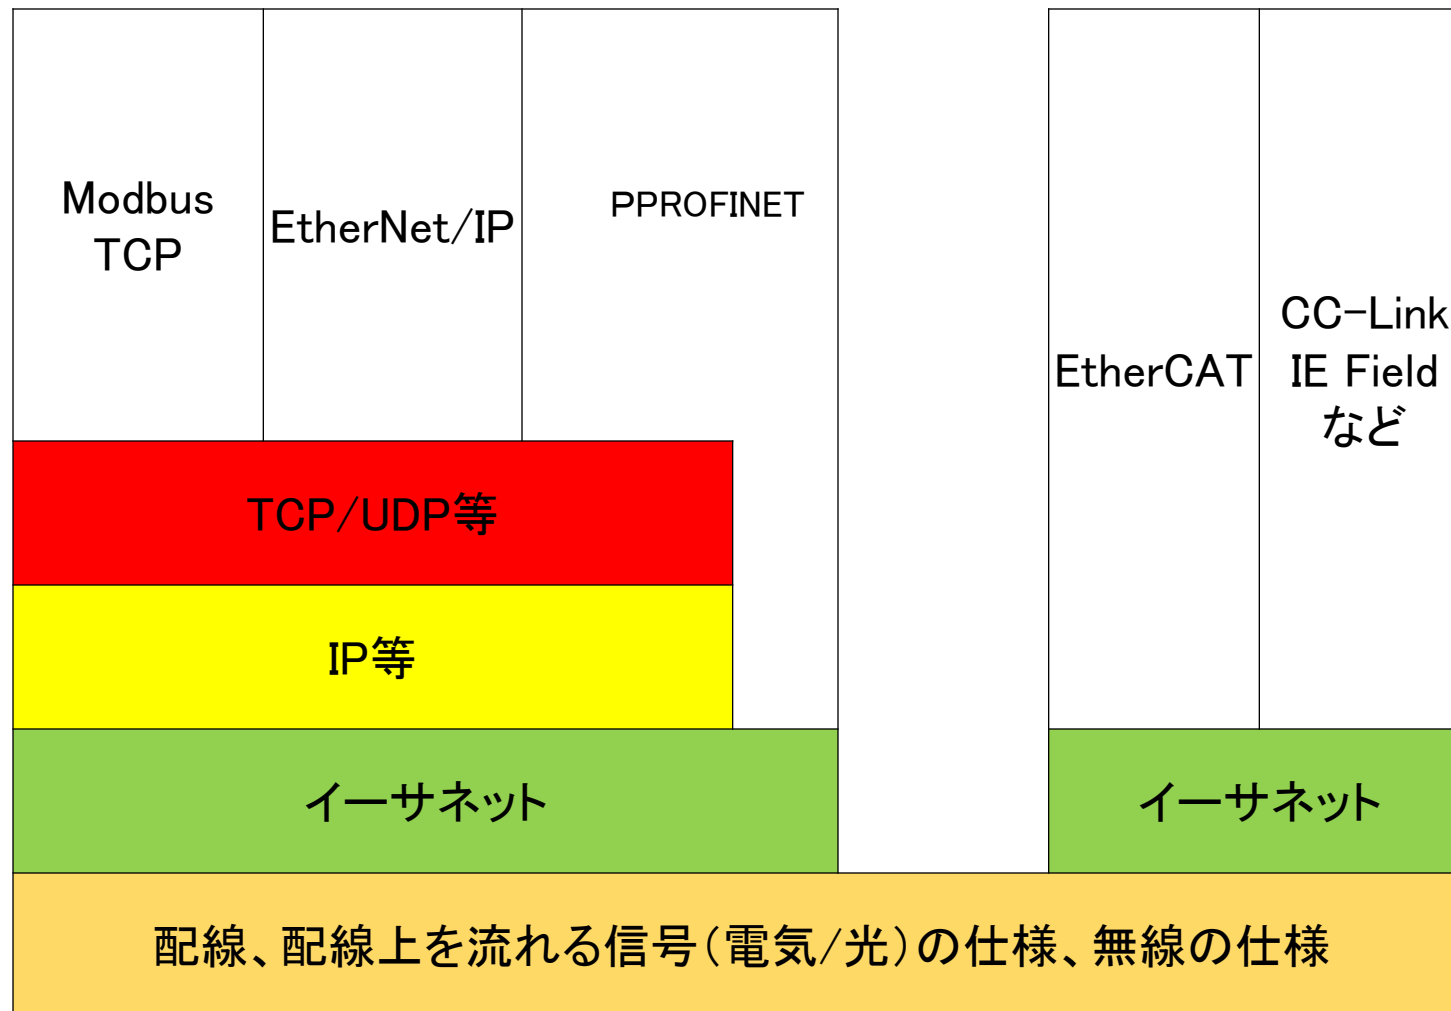 Modbus
TCP
EtherNet/IP
PPROFINET
EtherCAT
CC-Link
IE Field
など
TCP/UDP等
IP等
イーサネット
イーサネット
配線、配線上を流れる信号(電気/光)の仕様、無線の仕様